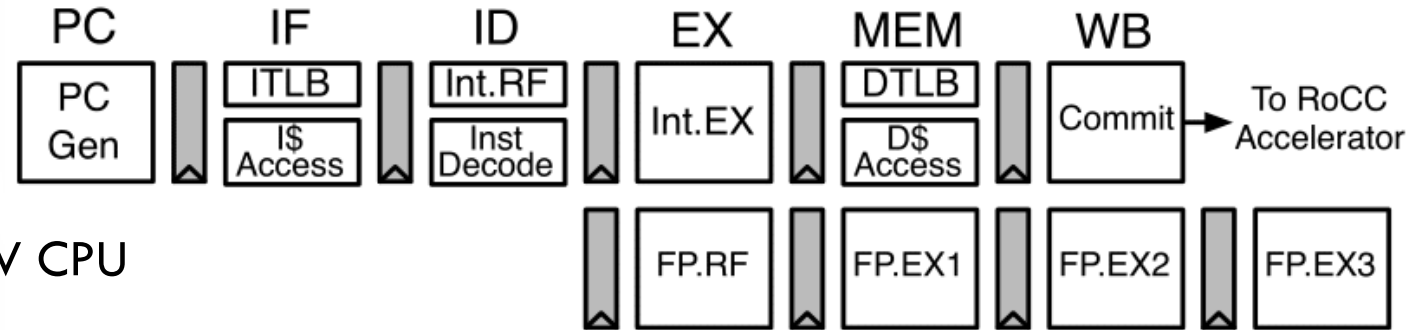 PC IF ID EX MEM WB
PC Gen
ITLB
I$ Access
Int.RF
Inst Decode
Int.EX
DTLB
D$ Access
Commit
To RoCC Accelerator
CPU
FP.RF FP.EX1 FP.EX2 FP.EX3